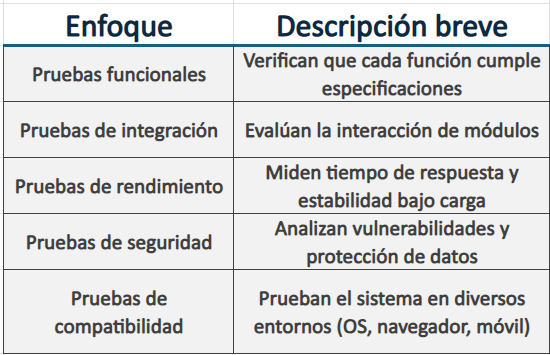 Enfoque
Descripción breve
Pruebas funcionales
Verifican que cada función cumple
especificaciones
Pruebas de integración
Evalúan la interacción de módulos
Pruebas de rendimiento
Miden tiempo de respuesta y
estabilidad bajo carga
Pruebas de seguridad
Analizan vulnerabilidades y
protección de datos
Pruebas de
compatibilidad
Prueban el sistema en diversos
entornos (OS, navegador, móvil)